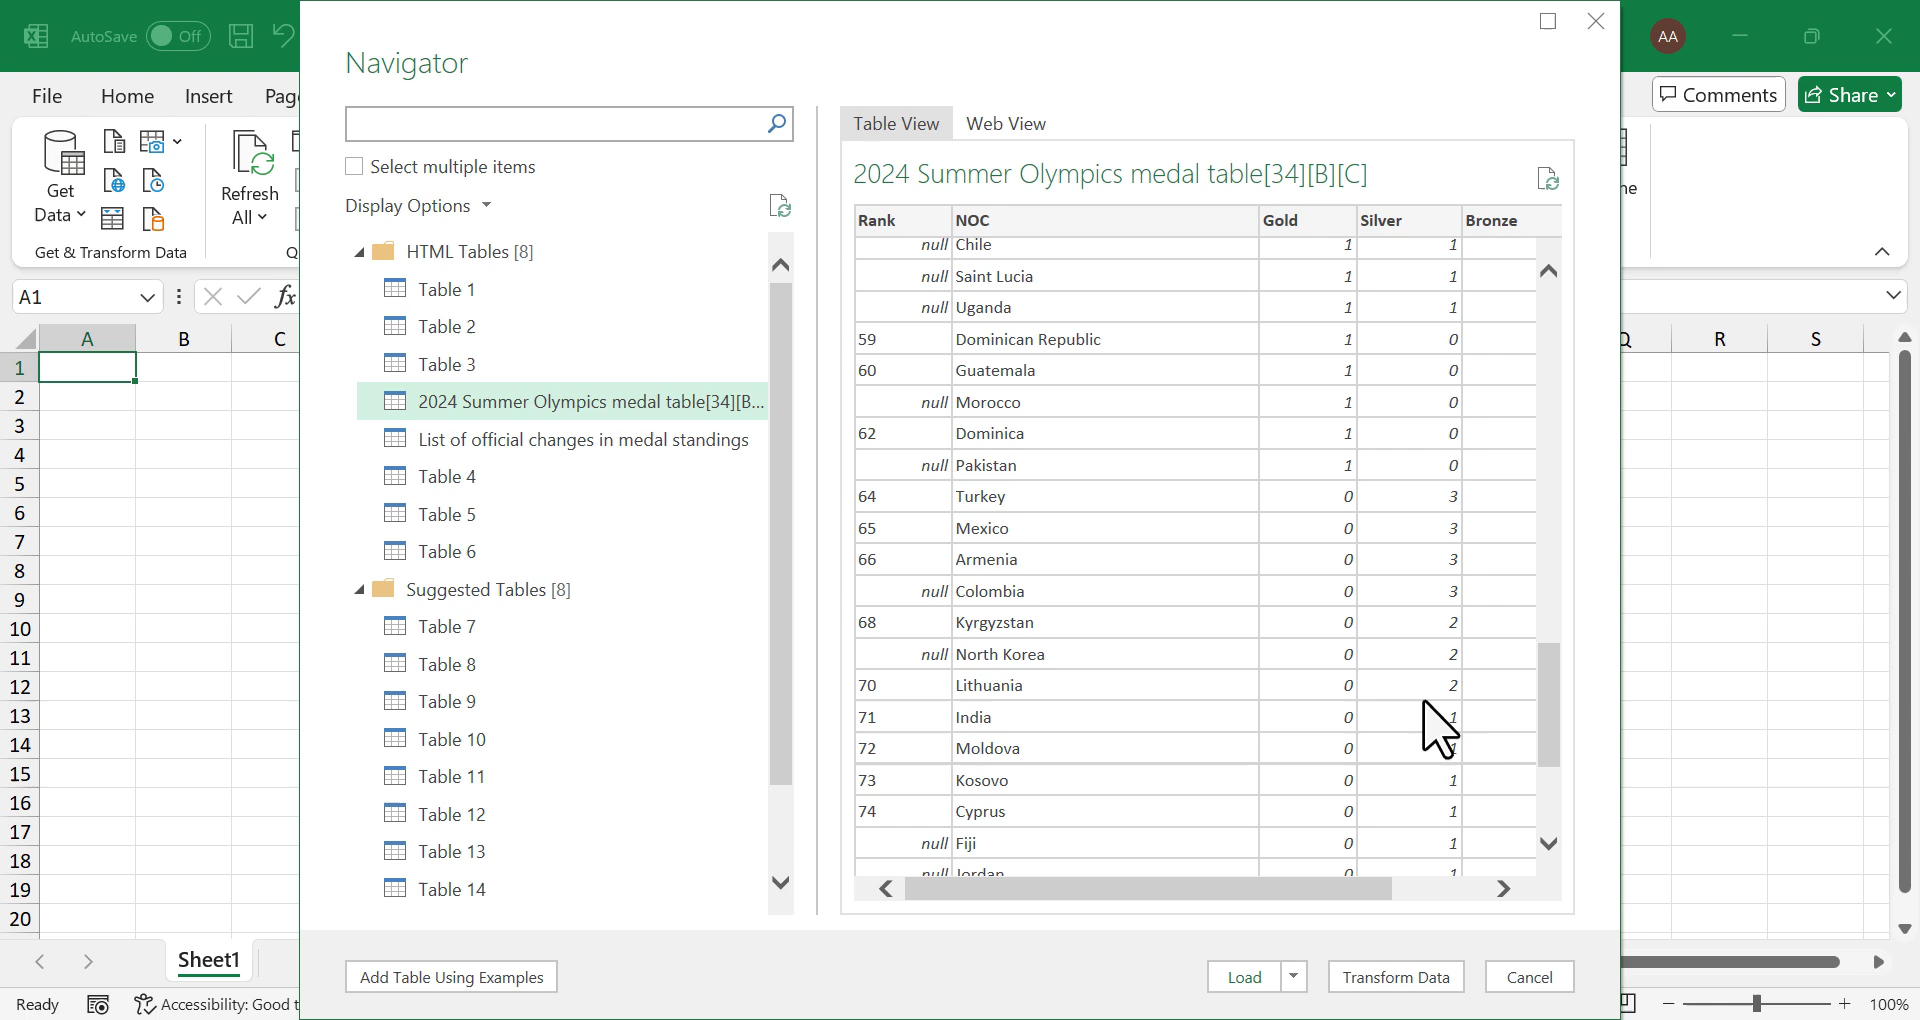 AutoSave Off
AA
File Home Insert
Comments
Share
Get
Data
Refresh
All
Get & Transform Data
A1
fx
A B C
Q R S
1
2
3
4
5
6
7
8
9
10
11
12
13
14
15
16
17
18
19
20
Sheet1
Ready
100%
Navigator
Select multiple items
Display Options
HTML Tables [8]
Table 1
Table 2
Table 3
2024 Summer Olympics medal table[34][B...
List of official changes in medal standings
Table 4
Table 5
Table 6
Suggested Tables [8]
Table 7
Table 8
Table 9
Table 10
Table 11
Table 12
Table 13
Table 14
Table View Web View
2024 Summer Olympics medal table[34][B][C]
Rank NOC Gold Silver Bronze
null Chile 1 1
null Saint Lucia 1 1
null Uganda 1 1
59 Dominican Republic 1 0
60 Guatemala 1 0
null Morocco 1 0
62 Dominica 1 0
null Pakistan 1 0
64 Turkey 0 3
65 Mexico 0 3
66 Armenia 0 3
null Colombia 0 3
68 Kyrgyzstan 0 2
null North Korea 0 2
70 Lithuania 0 2
71 India 0 1
72 Moldova 0 1
73 Kosovo 0 1
74 Cyprus 0 1
null Fiji 0 1
null Jordan 0 1
Add Table Using Examples
Load
Transform Data
Cancel